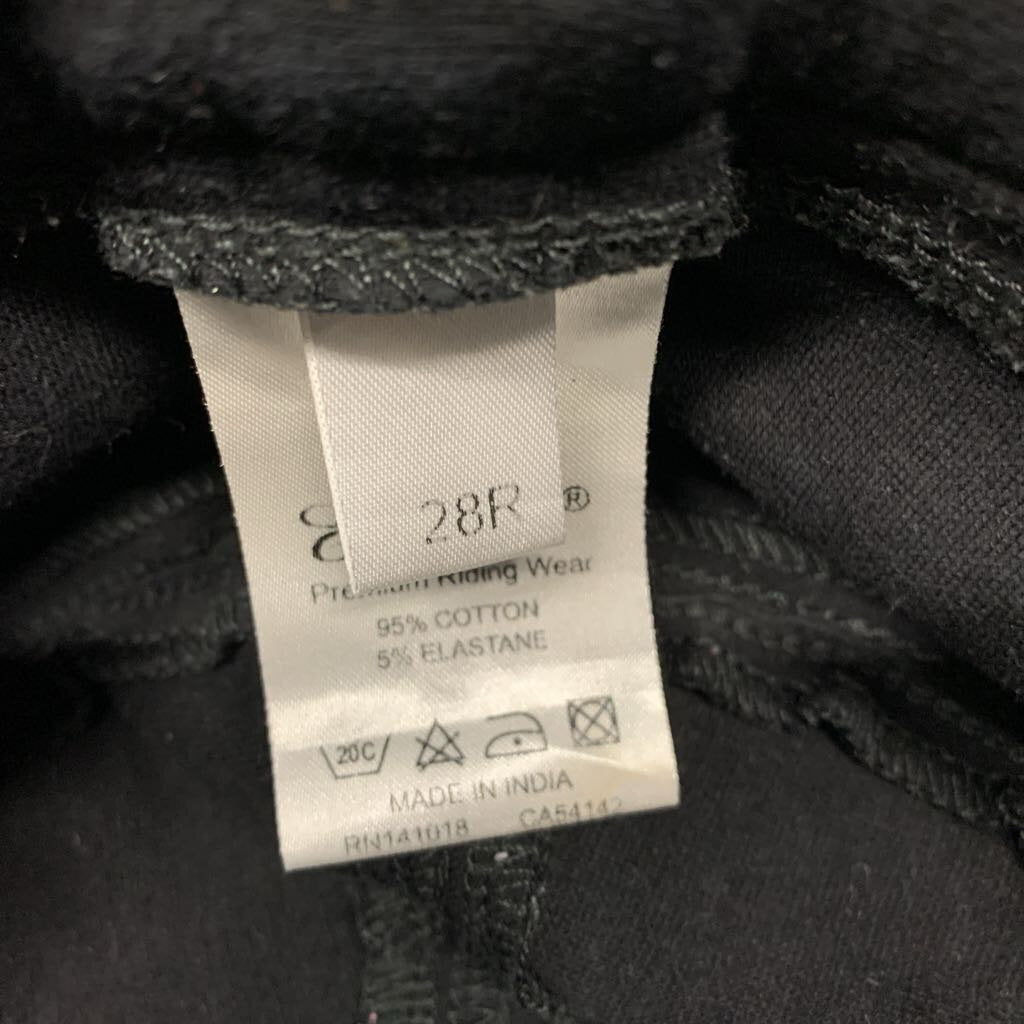 28R
®
Premium Riding Wear
95% COTTON
5% ELASTANE
20C
MADE IN INDIA
RN141018 CA54142